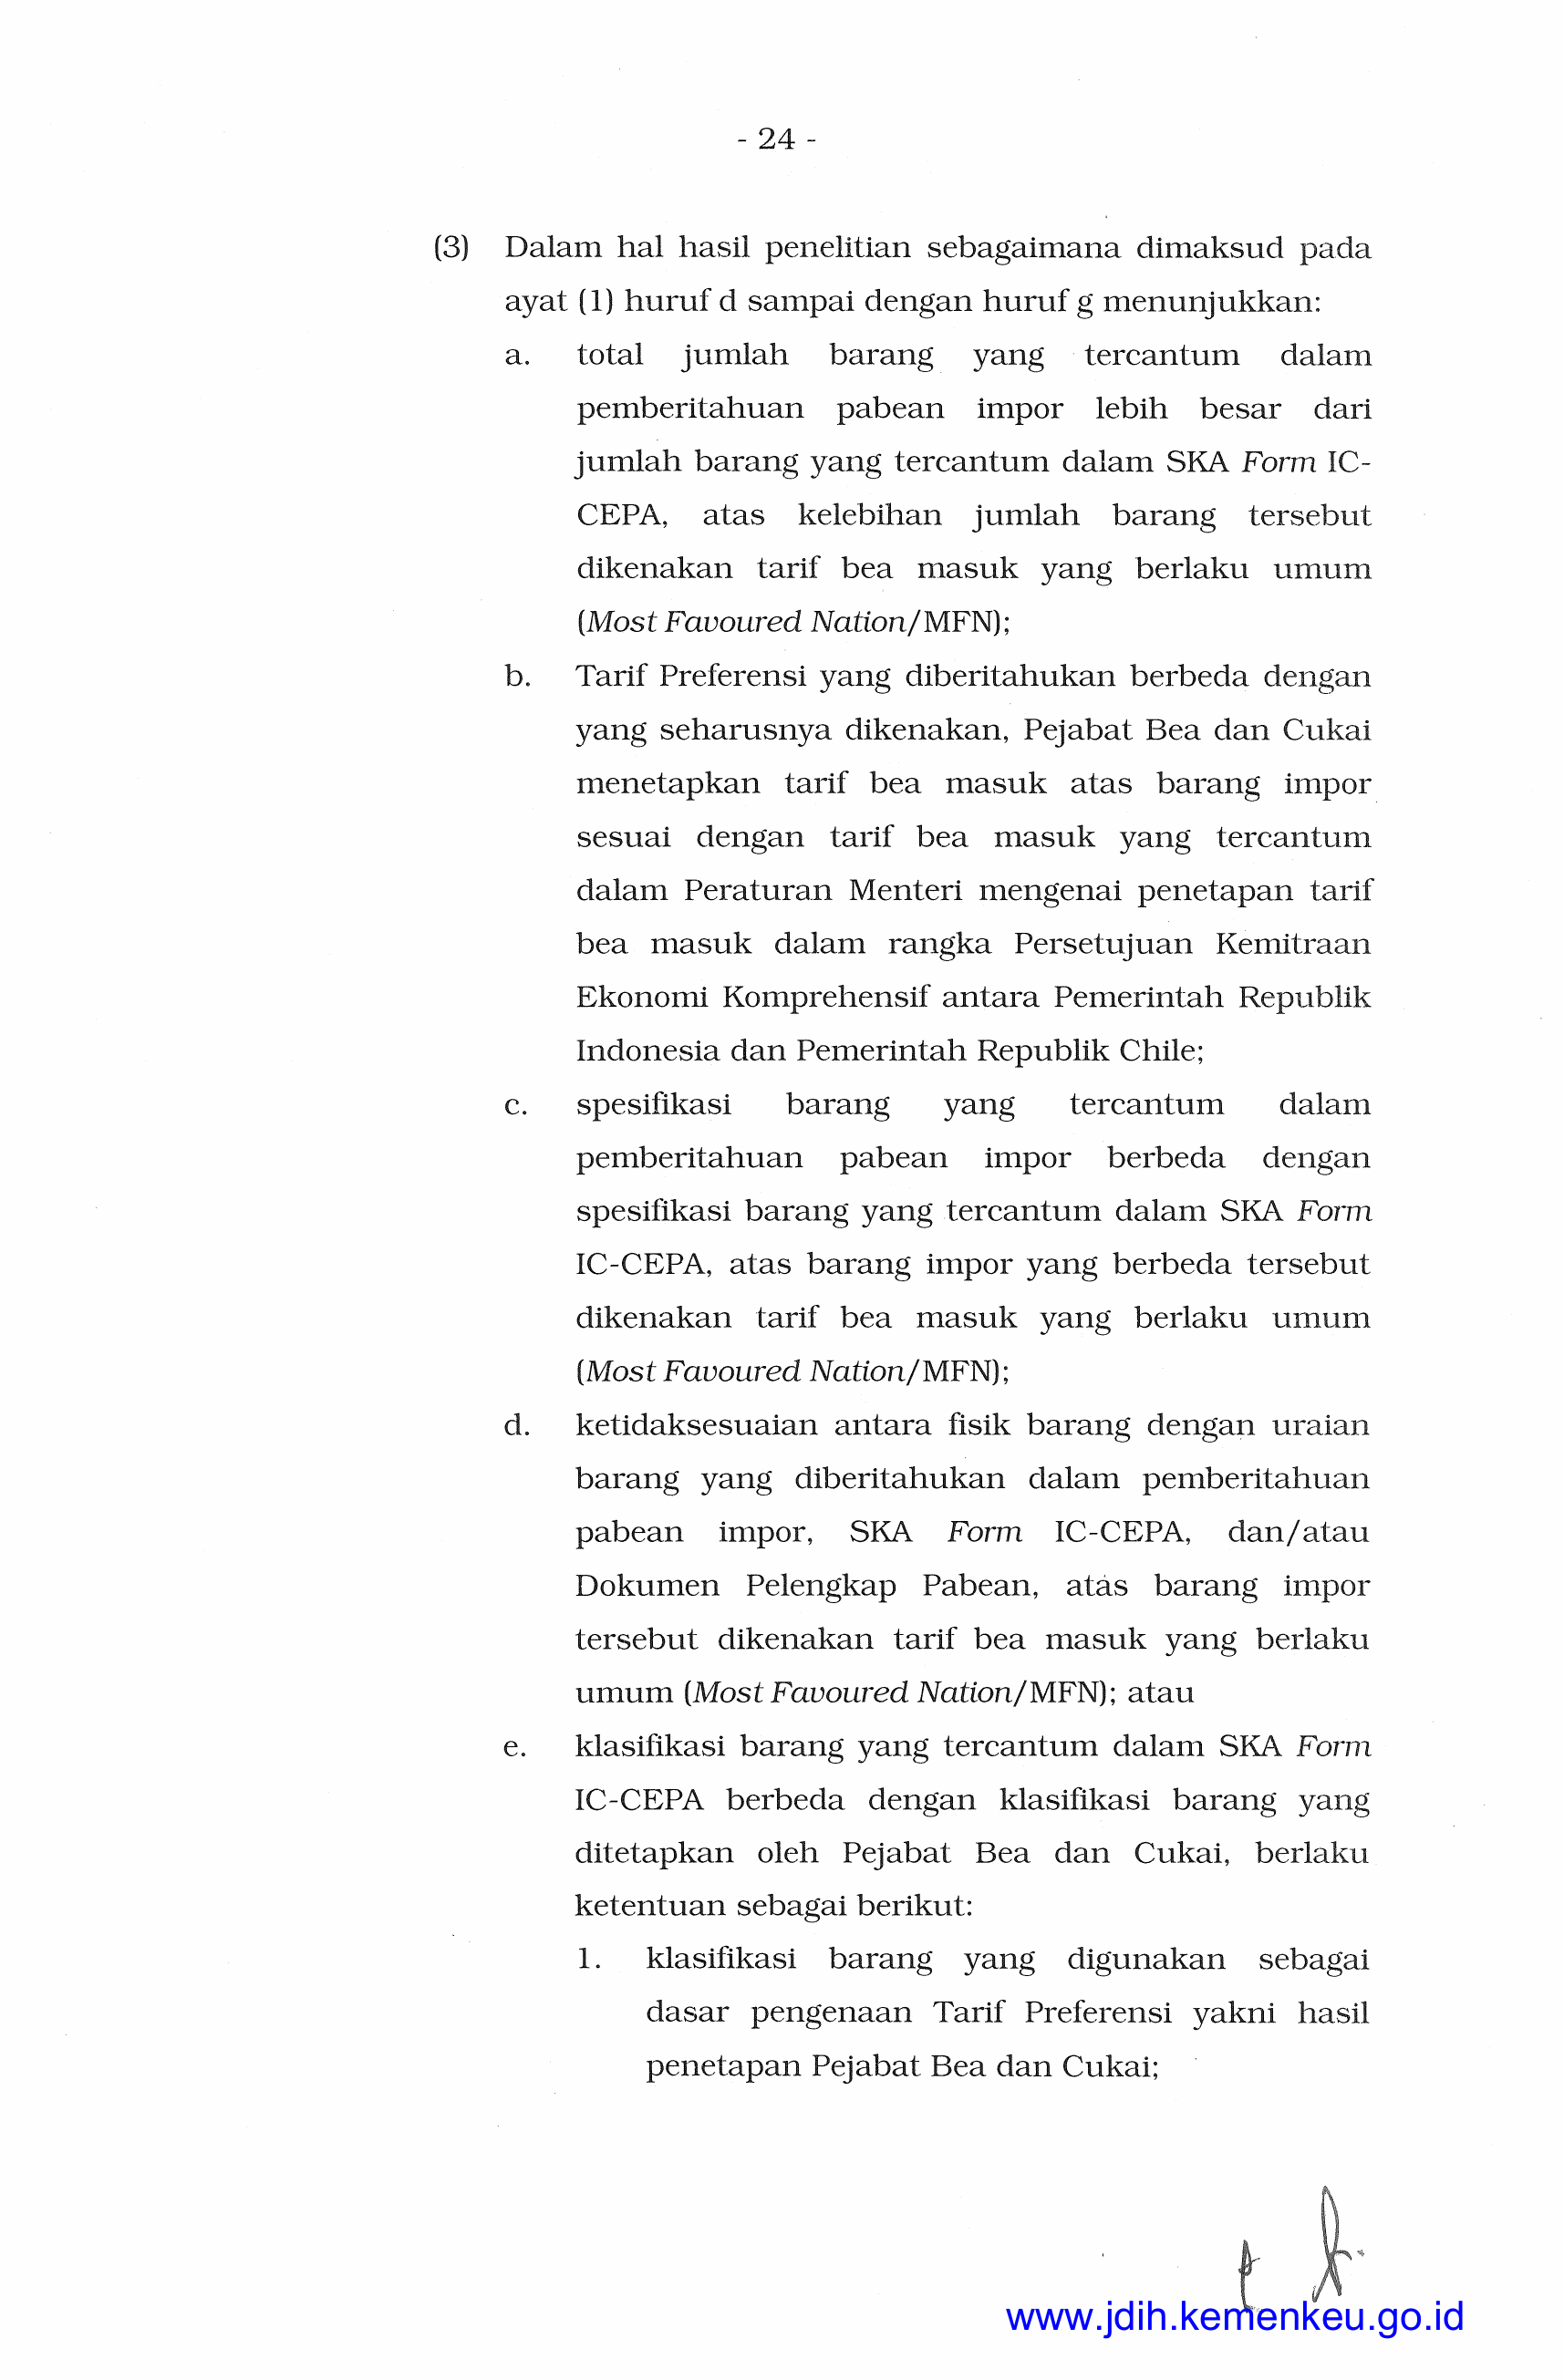 - 24 -
(3) Dalam hal hasil penelitian sebagaimana dimaksud pada
ayat (1) huruf d sampai dengan huruf g menunjukkan:
a. total jumlah barang yang tercantum dalam
pemberitahuan pabean impor lebih besar dari
jumlah barang yang tercantum dalam SKA Form IC-
CEPA, atas kelebihan jumlah barang tersebut
dikenakan tarif bea masuk yang berlaku umum
(Most Favoured Nation/MFN);
b. Tarif Preferensi yang diberitahukan berbeda dengan
yang seharusnya dikenakan, Pejabat Bea dan Cukai
menetapkan tarif bea masuk atas barang impor
sesuai dengan tarif bea masuk yang tercantum
dalam Peraturan Menteri mengenai penetapan tarif
bea masuk dalam rangka Persetujuan Kemitraan
Ekonomi Komprehensif antara Pemerintah Republik
Indonesia dan Pemerintah Republik Chile;
c. spesifikasi barang yang tercantum dalam
pemberitahuan pabean impor berbeda dengan
spesifikasi barang yang tercantum dalam SKA Form
IC-CEPA, atas barang impor yang berbeda tersebut
dikenakan tarif bea masuk yang berlaku umum
(Most Favoured Nation/MFN);
d. ketidaksesuaian antara fisik barang dengan uraian
barang yang diberitahukan dalam pemberitahuan
pabean impor, SKA Form IC-CEPA, dan/atau
Dokumen Pelengkap Pabean, atas barang impor
tersebut dikenakan tarif bea masuk yang berlaku
umum (Most Favoured Nation/MFN); atau
e. klasifikasi barang yang tercantum dalam SKA Form
IC-CEPA berbeda dengan klasifikasi barang yang
ditetapkan oleh Pejabat Bea dan Cukai, berlaku
ketentuan sebagai berikut:
1. klasifikasi barang yang digunakan sebagai
dasar pengenaan Tarif Preferensi yakni hasil
penetapan Pejabat Bea dan Cukai;
www.jdih.kemenkeu.go.id